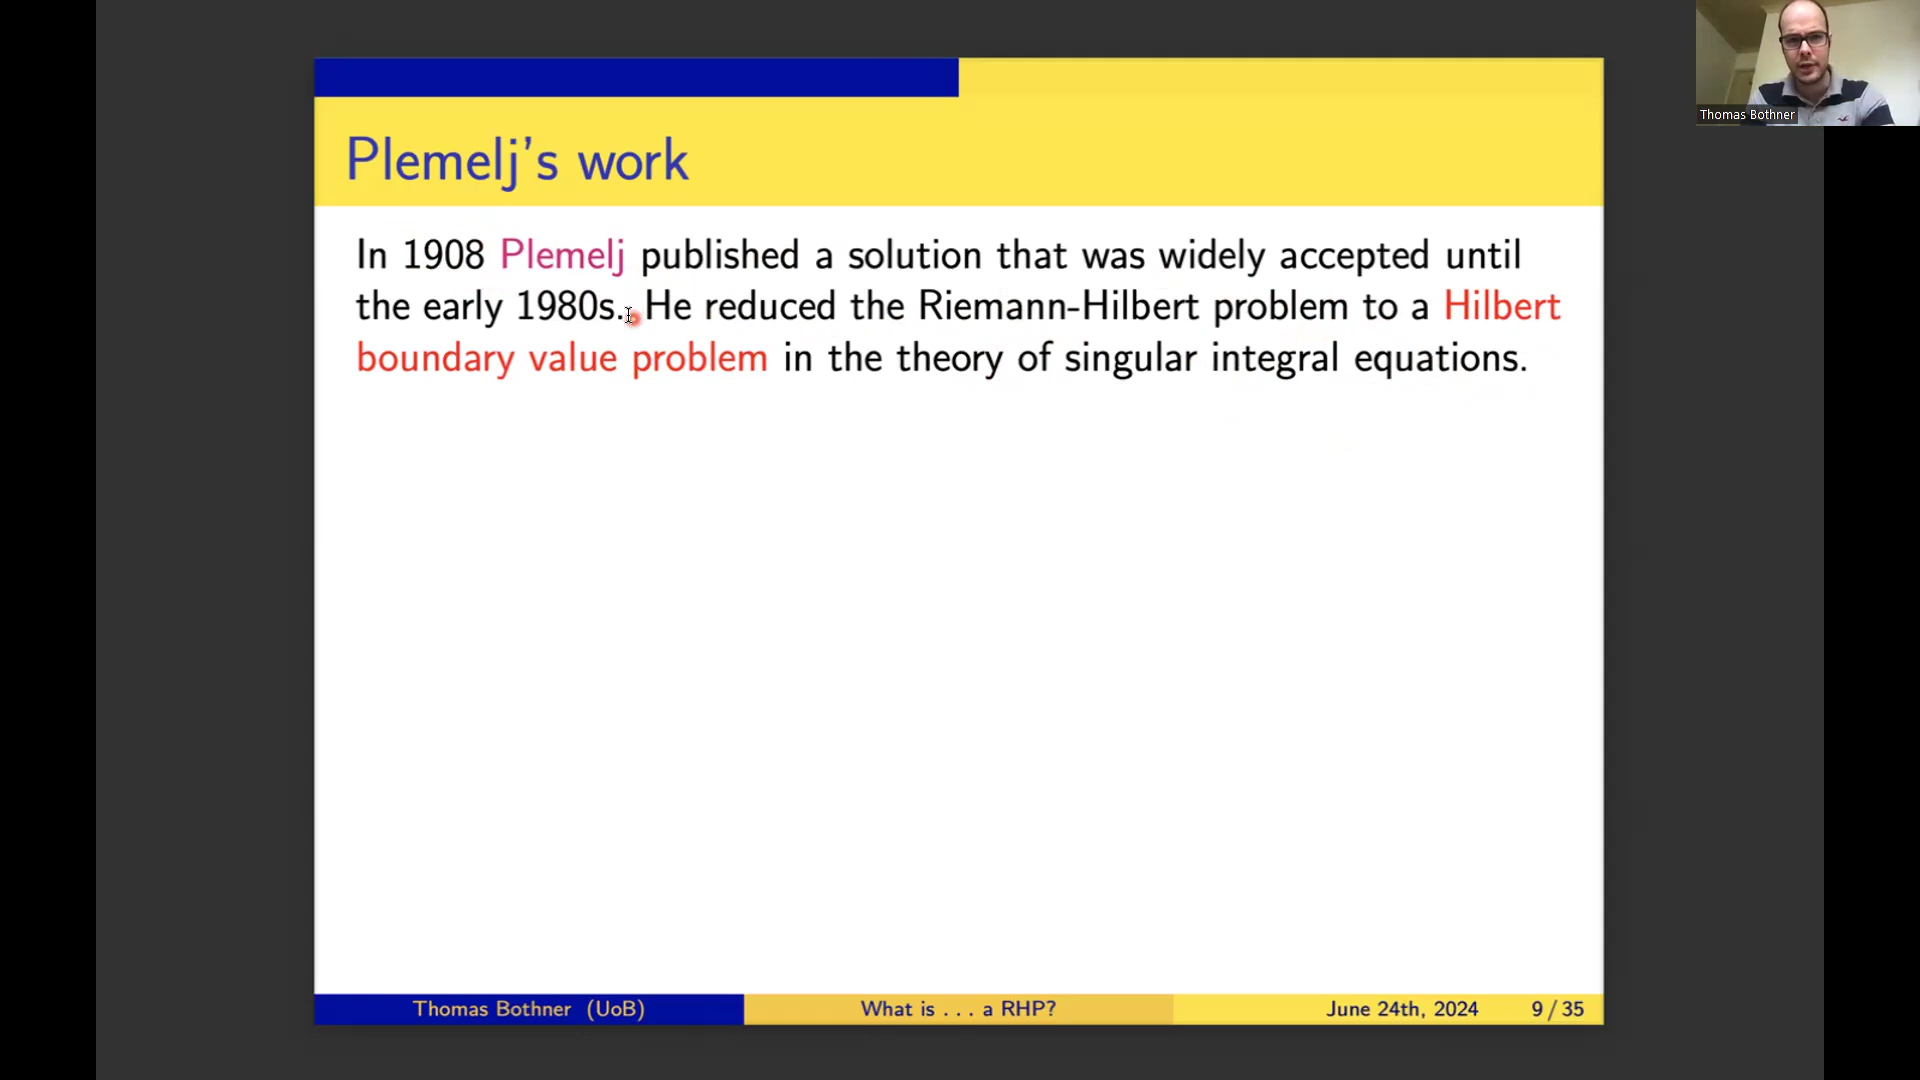 Thomas Bothner
Plemelj's work
In 1908 Plemelj published a solution that was widely accepted until
the early 1980s. He reduced the Riemann-Hilbert problem to a Hilbert
boundary value problem in the theory of singular integral equations.
Thomas Bothner (UoB) What is . . . a RHP? June 24th, 2024 9 / 35